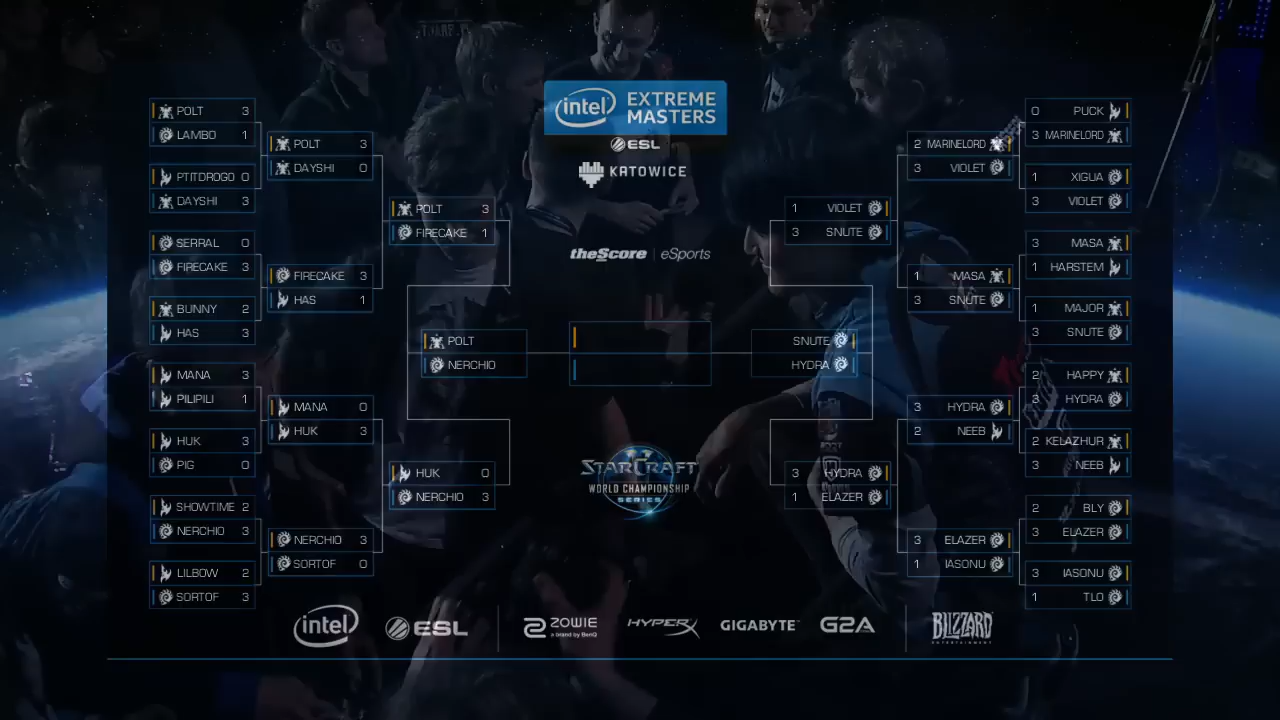 intel EXTREME
MASTERS
ESL
KATOWICE
theScore | eSports
POLT 3
LAMBO 1
PTITDROGO 0
DAYSHI 3
SERRAL 0
FIRECAKE 3
BUNNY 2
HAS 3
MANA 3
PILIPILI 1
HUK 3
PIG 0
SHOWTIME 2
NERCHIO 3
LILBOW 2
SORTOF 3
POLT 3
DAYSHI 0
FIRECAKE 3
HAS 1
MANA 0
HUK 3
NERCHIO 3
SORTOF 0
POLT 3
FIRECAKE 1
HUK 0
NERCHIO 3
POLT
NERCHIO
SNUTE
HYDRA
1 VIOLET
3 SNUTE
3 HYDRA
1 ELAZER
2 MARINELORD
3 VIOLET
1 MASA
3 SNUTE
3 HYDRA
2 NEEB
3 ELAZER
1 IASONU
0 PUCK
3 MARINELORD
1 XIGUA
3 VIOLET
3 MASA
1 HARSTEM
1 MAJOR
3 SNUTE
2 HAPPY
3 HYDRA
2 KELAZHUR
3 NEEB
2 BLY
3 ELAZER
3 IASONU
1 TLO
STARCRAFT
II
WORLD CHAMPIONSHIP
SERIES
intel ESL ZOWIE HYPERX GIGABYTE G2A BLIZZARD
a brand by BenQ ENTERTAINMENT